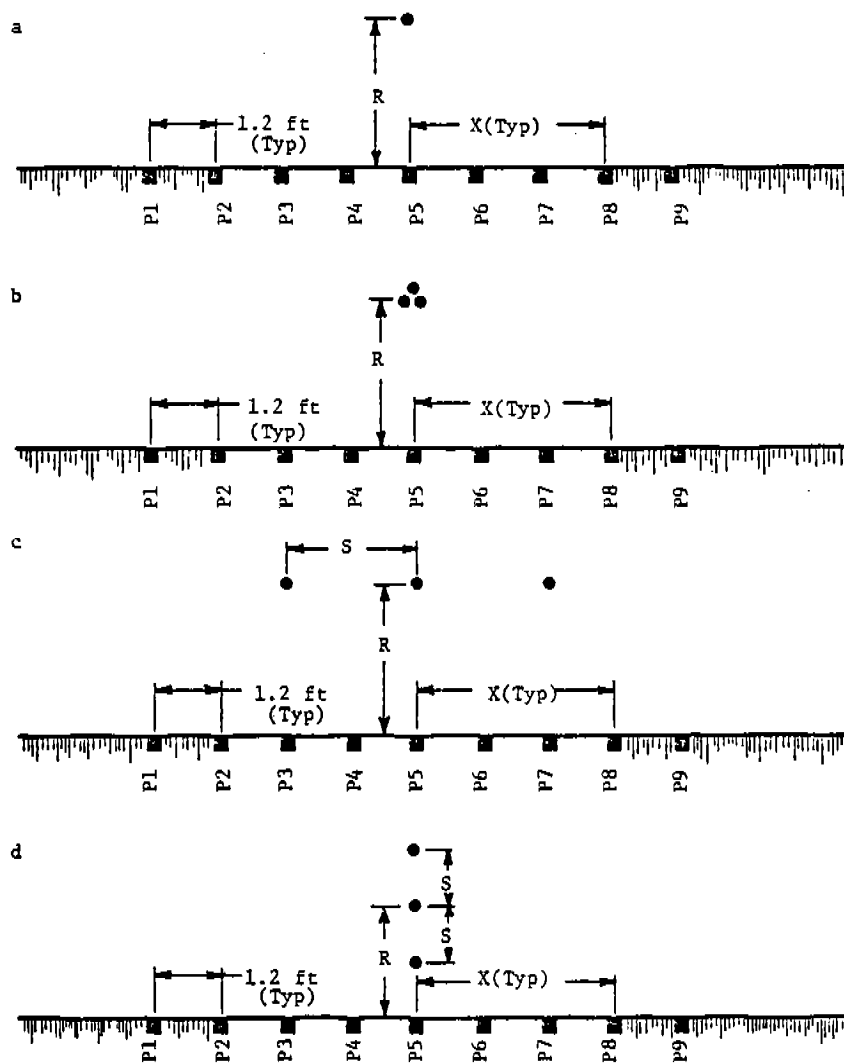 a
R
1.2 ft
(Typ)
X(Typ)
P1 P2 P3 P4 P5 P6 P7 P8 P9
b
R
1.2 ft
(Typ)
X(Typ)
P1 P2 P3 P4 P5 P6 P7 P8 P9
c
S
R
1.2 ft
(Typ)
X(Typ)
P1 P2 P3 P4 P5 P6 P7 P8 P9
d
S
S
R
1.2 ft
(Typ)
X(Typ)
P1 P2 P3 P4 P5 P6 P7 P8 P9